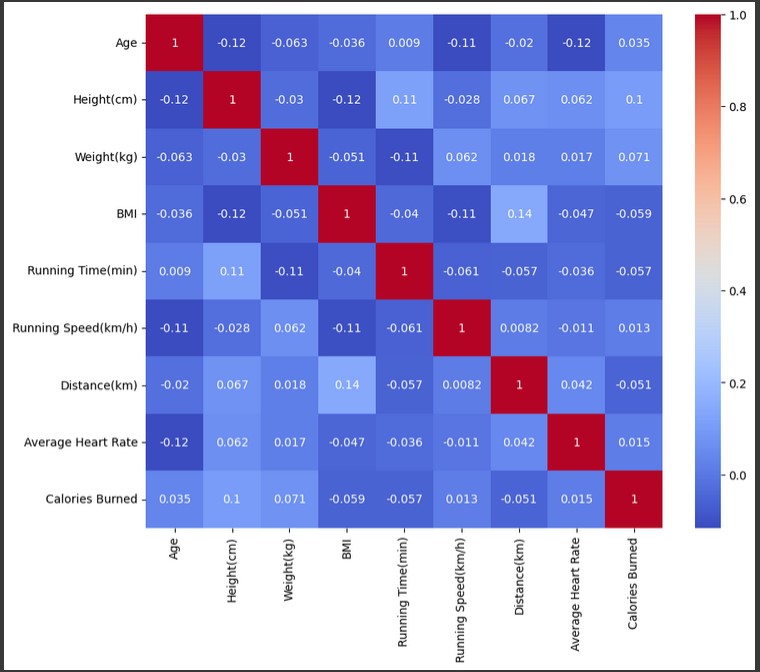 Age 1 -0.12 -0.063 -0.036 0.009 -0.11 -0.02 -0.12 0.035
Height(cm) -0.12 1 -0.03 -0.12 0.11 -0.028 0.067 0.062 0.1
Weight(kg) -0.063 -0.03 1 -0.051 -0.11 0.062 0.018 0.017 0.071
BMI -0.036 -0.12 -0.051 1 -0.04 -0.11 0.14 -0.047 -0.059
Running Time(min) 0.009 0.11 -0.11 -0.04 1 -0.061 -0.057 -0.036 -0.057
Running Speed(km/h) -0.11 -0.028 0.062 -0.11 -0.061 1 0.0082 -0.011 0.013
Distance(km) -0.02 0.067 0.018 0.14 -0.057 0.0082 1 0.042 -0.051
Average Heart Rate -0.12 0.062 0.017 -0.047 -0.036 -0.011 0.042 1 0.015
Calories Burned 0.035 0.1 0.071 -0.059 -0.057 0.013 -0.051 0.015 1
Age
Height(cm)
Weight(kg)
BMI
Running Time(min)
Running Speed(km/h)
Distance(km)
Average Heart Rate
Calories Burned
1.0
0.8
0.6
0.4
0.2
0.0